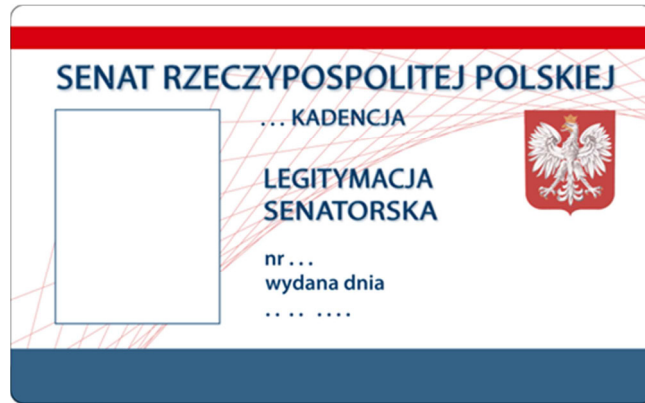 SENAT RZECZYPOSPOLITEJ POLSKIEJ
... KADENCJA
LEGITYMACJA
SENATORSKA
nr ...
wydana dnia
.. .. ....